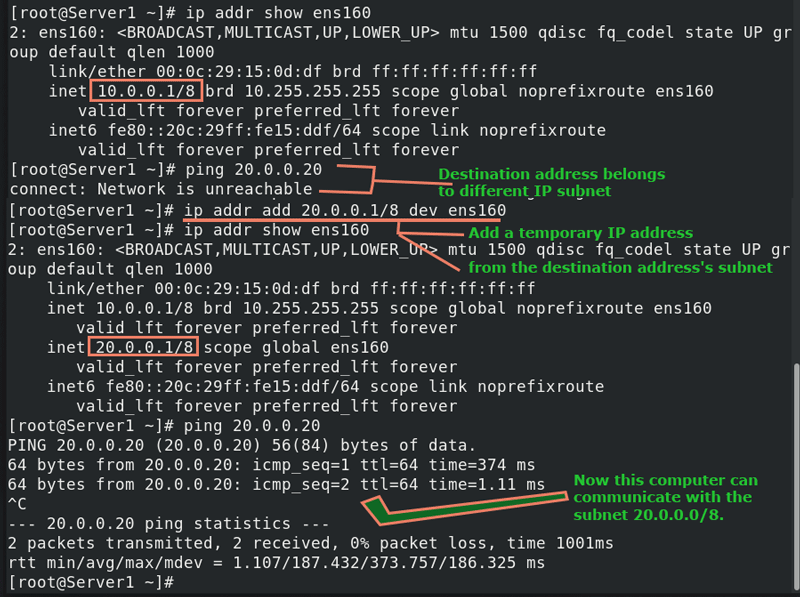 [root@Server1 ~]# ip addr show ens160
2: ens160: <BROADCAST,MULTICAST,UP,LOWER_UP> mtu 1500 qdisc fq_codel state UP gr
oup default qlen 1000
link/ether 00:0c:29:15:0d:df brd ff:ff:ff:ff:ff:ff
inet 10.0.0.1/8 brd 10.255.255.255 scope global noprefixroute ens160
valid_lft forever preferred_lft forever
inet6 fe80::20c:29ff:fe15:ddf/64 scope link noprefixroute
valid_lft forever preferred_lft forever
[root@Server1 ~]# ping 20.0.0.20
connect: Network is unreachable
Destination address belongs
to different IP subnet
[root@Server1 ~]# ip addr add 20.0.0.1/8 dev ens160
[root@Server1 ~]# ip addr show ens160
Add a temporary IP address
from the destination address's subnet
2: ens160: <BROADCAST,MULTICAST,UP,LOWER_UP> mtu 1500 qdisc fq_codel state UP gr
oup default qlen 1000
link/ether 00:0c:29:15:0d:df brd ff:ff:ff:ff:ff:ff
inet 10.0.0.1/8 brd 10.255.255.255 scope global noprefixroute ens160
valid_lft forever preferred_lft forever
inet 20.0.0.1/8 scope global ens160
valid_lft forever preferred_lft forever
inet6 fe80::20c:29ff:fe15:ddf/64 scope link noprefixroute
valid_lft forever preferred_lft forever
[root@Server1 ~]# ping 20.0.0.20
PING 20.0.0.20 (20.0.0.20) 56(84) bytes of data.
64 bytes from 20.0.0.20: icmp_seq=1 ttl=64 time=374 ms
64 bytes from 20.0.0.20: icmp_seq=2 ttl=64 time=1.11 ms
^C
Now this computer can
communicate with the
subnet 20.0.0.0/8.
--- 20.0.0.20 ping statistics ---
2 packets transmitted, 2 received, 0% packet loss, time 1001ms
rtt min/avg/max/mdev = 1.107/187.432/373.757/186.325 ms
[root@Server1 ~]#